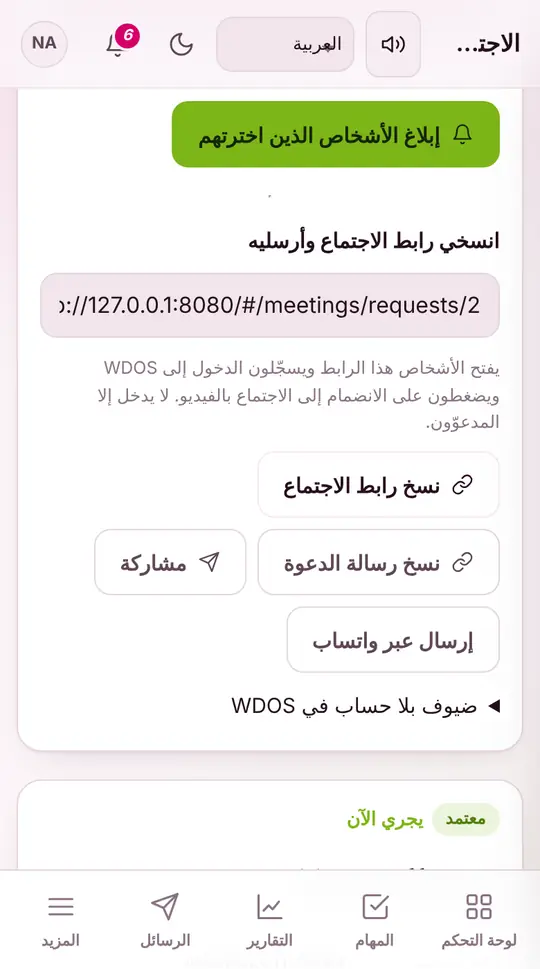 الاجتـ...
العربية
6
NA
إبلاغ الأشخاص الذين اخترتهم
انسخي رابط الاجتماع وأرسليه
://127.0.0.1:8080/#/meetings/requests/2
يفتح الأشخاص هذا الرابط ويسجّلون الدخول إلى WDOS
ويضغطون على الانضمام إلى الاجتماع بالفيديو. لا يدخل إلا
المدعوّون.
نسخ رابط الاجتماع
نسخ رسالة الدعوة
مشاركة
إرسال عبر واتساب
ضيوف بلا حساب في WDOS
معتمد
يجري الآن
لوحة التحكم
المهام
التقارير
الرسائل
المزيد